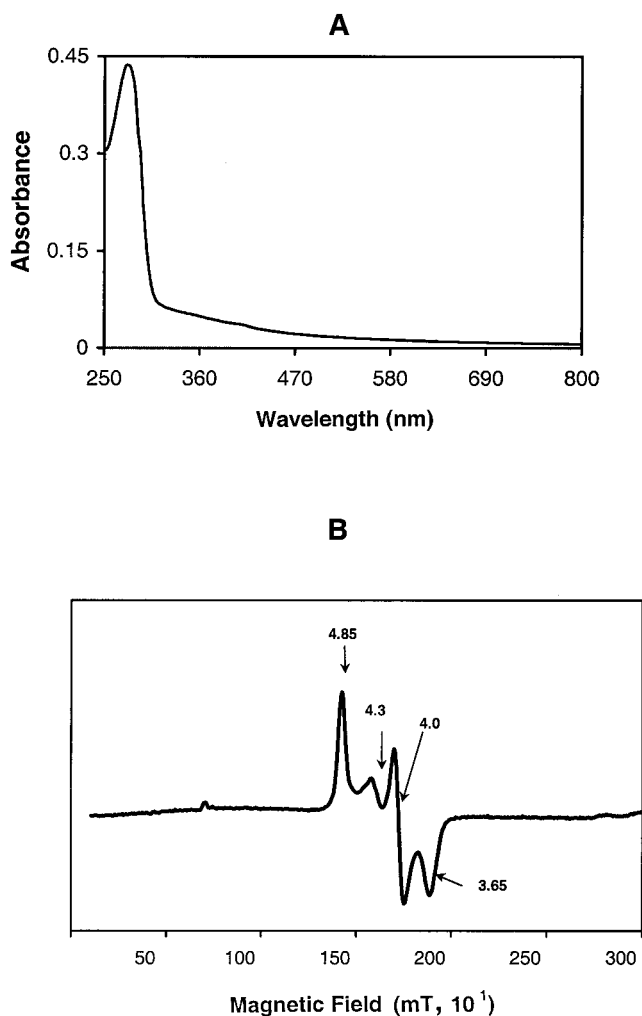 A
0.45
0.3
0.15
0
Absorbance
250 360 470 580 690 800
Wavelength (nm)
B
4.85
4.3
4.0
3.65
50 100 150 200 250 300
Magnetic Field (mT, 10¹)